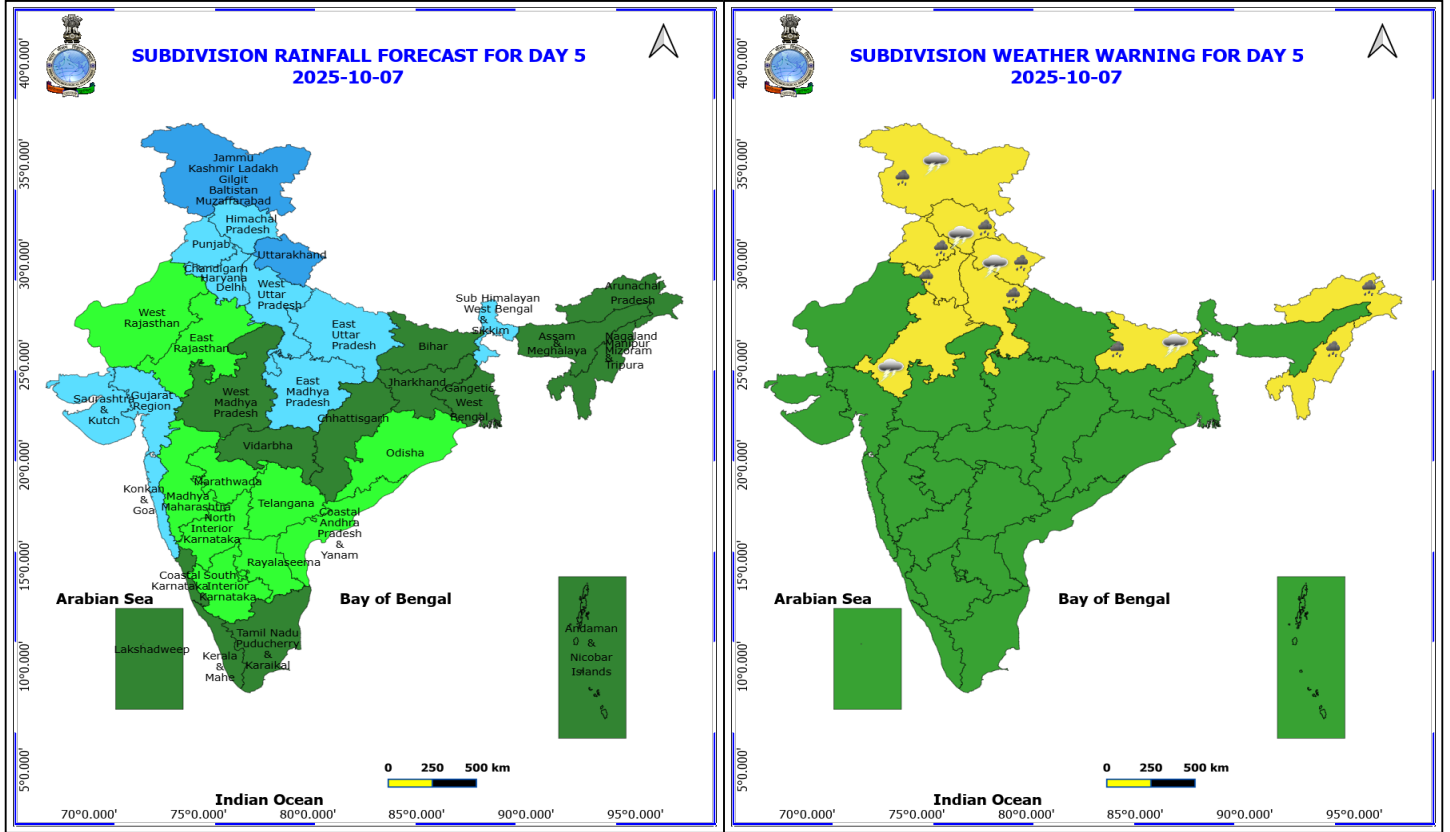 SUBDIVISION RAINFALL FORECAST FOR DAY 5
2025-10-07
40°0.000'
35°0.000'
30°0.000'
25°0.000'
20°0.000'
15°0.000'
10°0.000'
5°0.000'
Jammu
Kashmir Ladakh
Gilgit
Baltistan
Muzaffarabad
Himachal
Pradesh
Punjab
Uttarakhand
Chandigarh
Haryana
Delhi
West
Uttar
Pradesh
West
Rajasthan
East
Rajasthan
East
Uttar
Pradesh
Sub Himalayan
West Bengal
&
Sikkim
Arunachal
Pradesh
Assam
&
Meghalaya
Nagaland
Manipur
Mizoram
&
Tripura
Bihar
Jharkhand
Gangetic
West
Bengal
Saurashtra
&
Kutch
Gujarat
Region
West
Madhya
Pradesh
East
Madhya
Pradesh
Chhattisgarh
Vidarbha
Odisha
Konkan
&
Goa
Madhya
Maharashtra
Marathwada
Telangana
North
Interior
Karnataka
Coastal
Andhra
Pradesh
&
Yanam
Rayalaseema
Coastal
Karnataka
South
Interior
Karnataka
Arabian Sea
Bay of Bengal
Lakshadweep
Kerala
&
Mahe
Tamil Nadu
Puducherry
&
Karaikal
Andaman
&
Nicobar
Islands
0 250 500 km
Indian Ocean
70°0.000' 75°0.000' 80°0.000' 85°0.000' 90°0.000' 95°0.000'
SUBDIVISION WEATHER WARNING FOR DAY 5
2025-10-07
40°0.000'
35°0.000'
30°0.000'
25°0.000'
20°0.000'
15°0.000'
10°0.000'
5°0.000'
Arabian Sea
Bay of Bengal
0 250 500 km
Indian Ocean
70°0.000' 75°0.000' 80°0.000' 85°0.000' 90°0.000' 95°0.000'